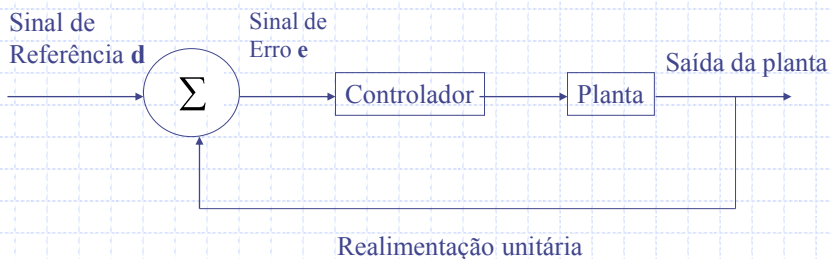 Sinal de
Referência d
Sinal de
Erro e
Σ
Controlador
Planta
Saída da planta
Realimentação unitária